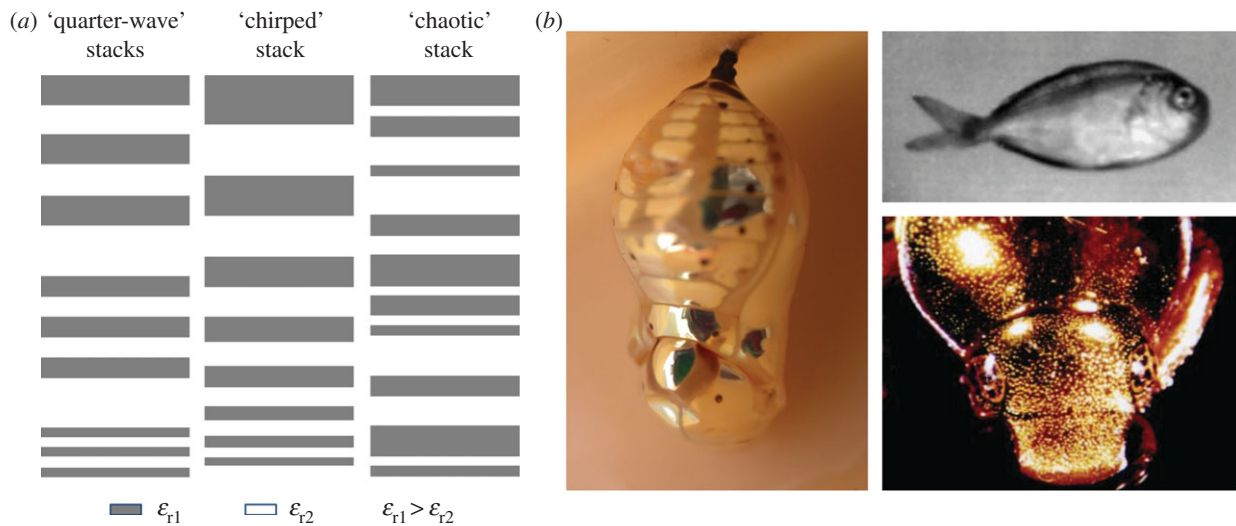 (a)
‘quarter-wave’
stacks
‘chirped’
stack
‘chaotic’
stack
(b)
εr1 εr2 εr1 > εr2